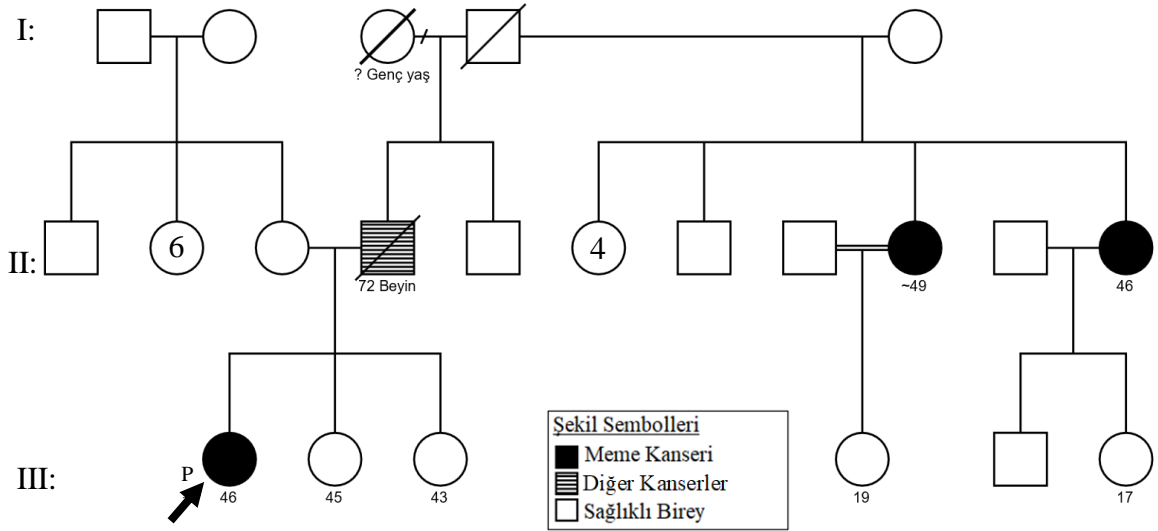 I:
? Genç yaş
II:
6
72 Beyin
4
~49
46
III:
P
46
45
43
19
17
Şekil Sembolleri
Meme Kanseri
Diğer Kanserler
Sağlıklı Birey